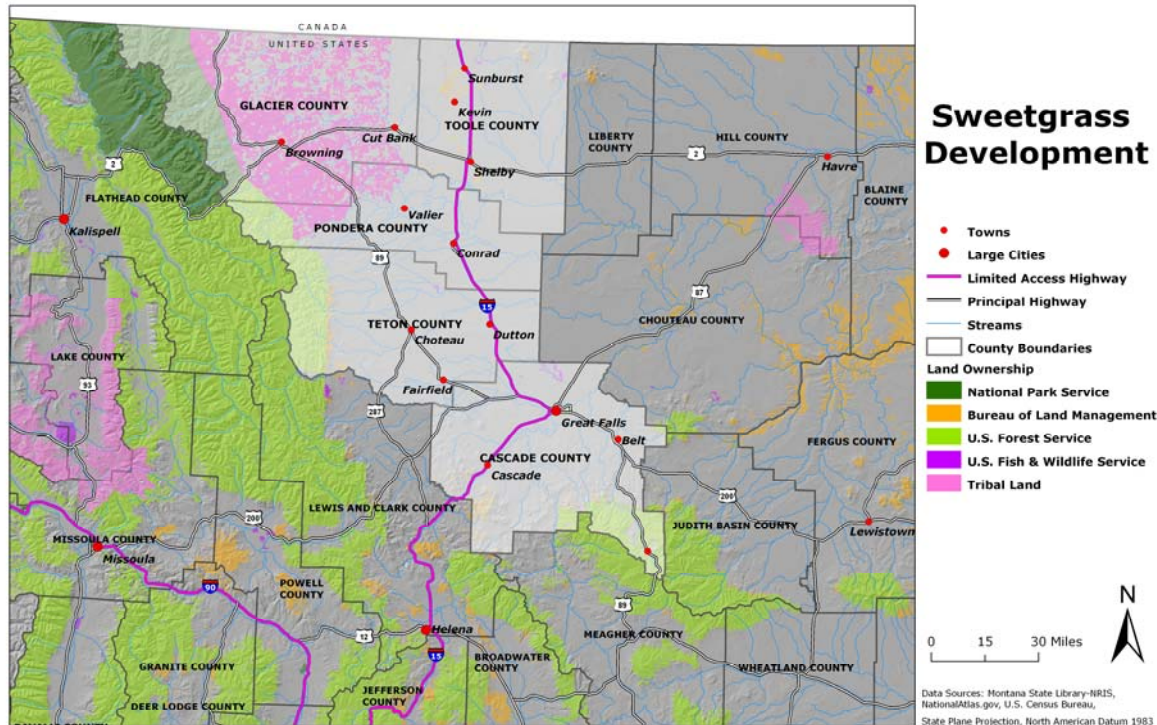 CANADA
UNITED STATES
Sunburst
Kevin
GLACIER COUNTY
TOOLE COUNTY
Cut Bank
Browning
Shelby
LIBERTY
COUNTY
HILL COUNTY
2
Havre
BLAINE
COUNTY
2
FLATHEAD COUNTY
Kalispell
Valier
PONDERA COUNTY
Conrad
89
15
87
CHOUTEAU COUNTY
TETON COUNTY
Dutton
Choteau
LAKE COUNTY
93
Fairfield
287
Great Falls
Belt
FERGUS COUNTY
CASCADE COUNTY
Cascade
LEWIS AND CLARK COUNTY
200
200
JUDITH BASIN COUNTY
Lewistown
MISSOULA COUNTY
Missoula
90
POWELL
COUNTY
89
12
Helena
MEAGHER COUNTY
15
BROADWATER
COUNTY
WHEATLAND COUNTY
GRANITE COUNTY
JEFFERSON
COUNTY
DEER LODGE COUNTY
Sweetgrass
Development
Towns
Large Cities
Limited Access Highway
Principal Highway
Streams
County Boundaries
Land Ownership
National Park Service
Bureau of Land Management
U.S. Forest Service
U.S. Fish & Wildlife Service
Tribal Land
N
0 15 30 Miles
Data Sources: Montana State Library-NRIS,
NationalAtlas.gov, U.S. Census Bureau,
State Plane Projection, North American Datum 1983